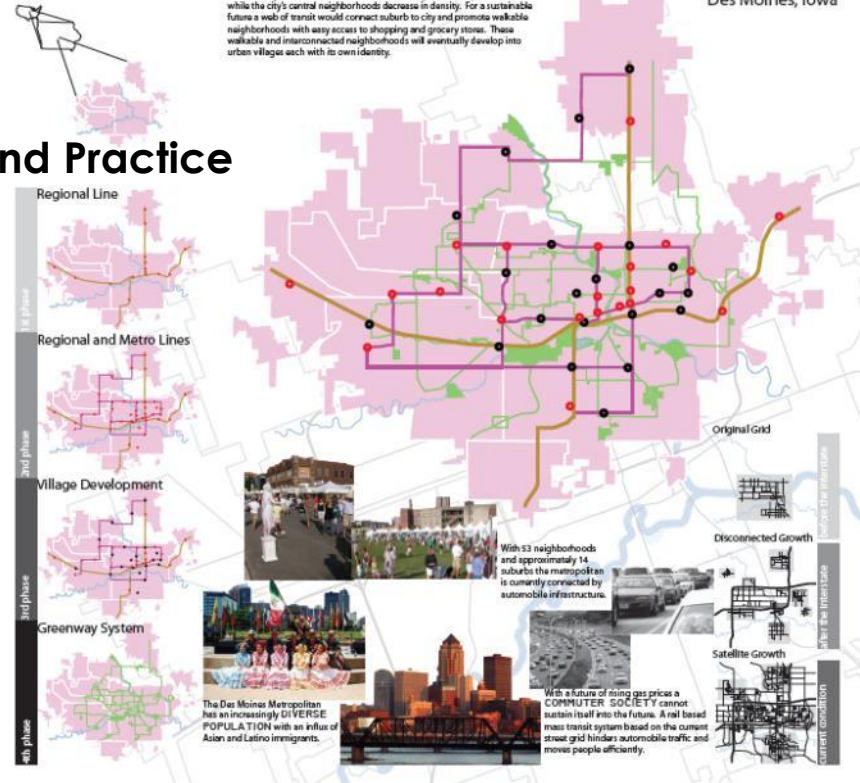 while the city's central neighborhoods decrease in density. For a sustainable
future a web of transit would connect suburb to city and promote walkable
neighborhoods with easy access to shopping and grocery stores. These
walkable and interconnected neighborhoods will eventually develop into
urban villages each with its own identity.
Des Moines, Iowa
nd Practice
Regional Line
1st phase
Regional and Metro Lines
2nd phase
Village Development
3rd phase
Greenway System
4th phase
Original Grid
before the interstate
Disconnected Growth
after the interstate
Satellite Growth
current condition
With 53 neighborhoods
and approximately 14
suburbs the metropolitan
is currently connected by
automobile infrastructure.
The Des Moines Metropolitan
has an increasingly DIVERSE
POPULATION with an influx of
Asian and Latino immigrants.
With a future of rising gas prices a
COMMUTER SOCIETY cannot
sustain itself into the future. A rail based
mass transit system based on the current
street grid hinders automobile traffic and
moves people efficiently.